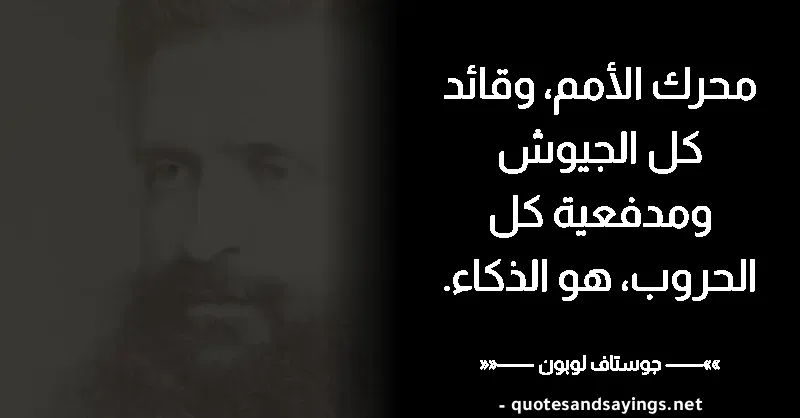 محرك الأمم، وقائد
كل الجيوش
ومدفعية كل
الحروب، هو الذكاء.
»»—— جوستاف لوبون ——««
- quotesandsayings.net